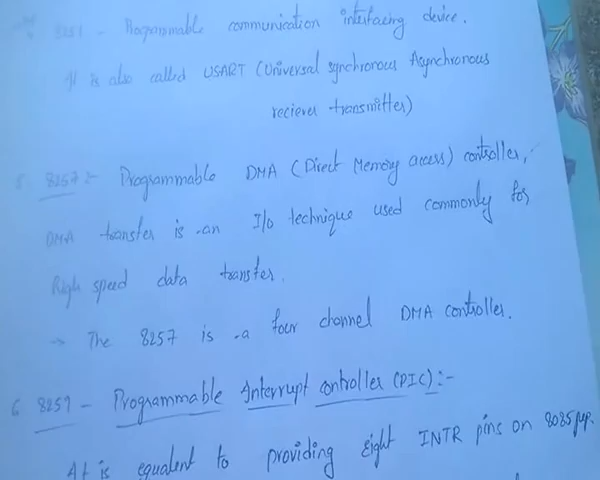 8251 - Programmable communication interfacing device.
It is also called USART (Universal synchronous Asynchronous
reciever transmitter)
5. 8257 :- Programmable DMA (Direct Memory access) controller,
DMA transfer is an I/o technique used commonly for
High speed data transfer.
→ The 8257 is a four channel DMA controller.
6 8259 - Programmable Interrupt controller (PIC) :-
It is equalent to providing eight INTR pins on 8085 μp.